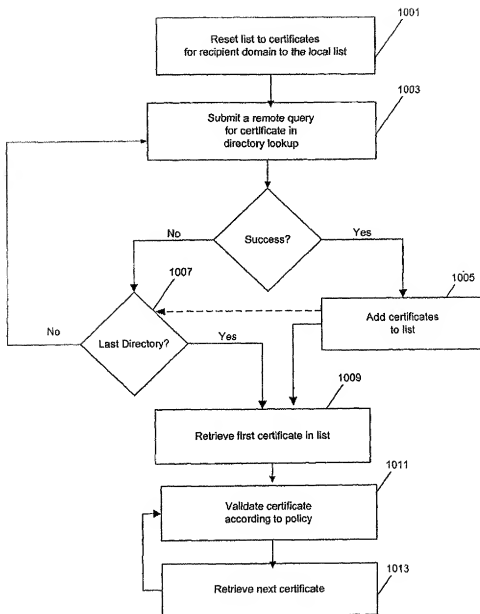 1001
Reset list to certificates
for recipient domain to the local list
1003
Submit a remote query
for certificate in
directory lookup
No
Success?
Yes
1007
1005
No
Last Directory?
Yes
Add certificates
to list
1009
Retrieve first certificate in list
1011
Validate certificate
according to policy
1013
Retrieve next certificate